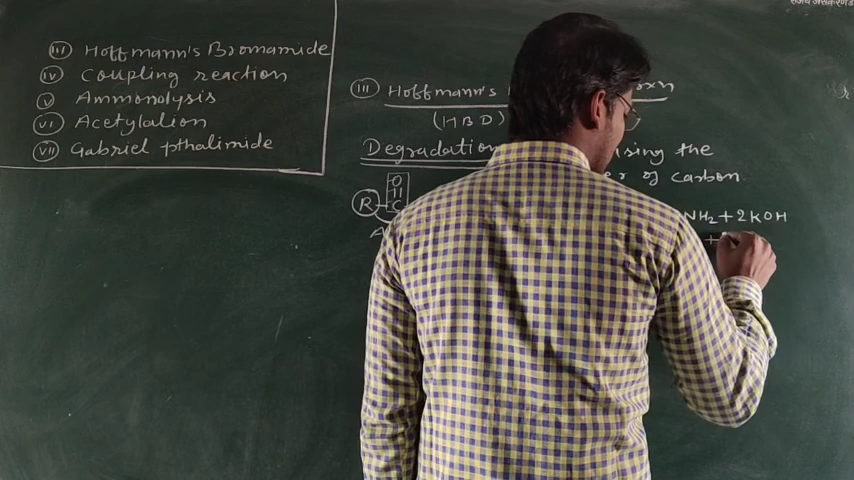 (iii) Hoffmann's Bromamide
(iv) Coupling reaction
(v) Ammonolysis
(vi) Acetylation
(vii) Gabriel pthalimide
(iii) Hoffmann's rxn
(HBD)
Degradation using the
of carbon.
O
R-C NH2 + 2KOH
+